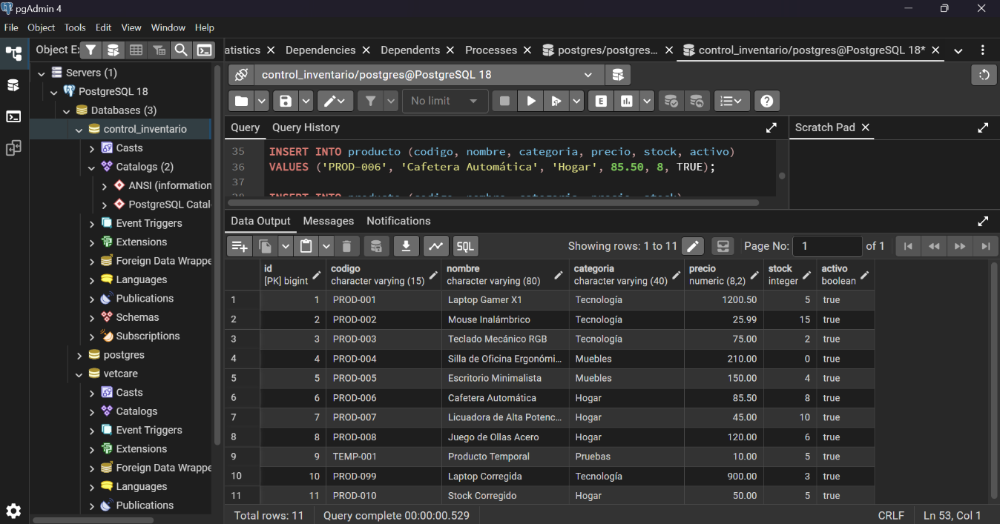 pgAdmin 4
File Object Tools Edit View Window Help
Object E
atistics Dependencies Dependents Processes postgres/postgres... control_inventario/postgres@PostgreSQL 18*
Servers (1)
PostgreSQL 18
Databases (3)
control_inventario
Casts
Catalogs (2)
ANSI (information
PostgreSQL Catal
Event Triggers
Extensions
Foreign Data Wrappe
Languages
Publications
Schemas
Subscriptions
postgres
vetcare
Casts
Catalogs
Event Triggers
Extensions
Foreign Data Wrappe
Languages
Publications
control_inventario/postgres@PostgreSQL 18
No limit
E
Query Query History
Scratch Pad
35 INSERT INTO producto (codigo, nombre, categoria, precio, stock, activo)
36 VALUES ('PROD-006', 'Cafetera Automática', 'Hogar', 85.50, 8, TRUE);
37
Data Output Messages Notifications
SQL Showing rows: 1 to 11 Page No: 1 of 1
id codigo nombre categoria precio stock activo
[PK] bigint character varying (15) character varying (80) character varying (40) numeric (8,2) integer boolean
1 1 PROD-001 Laptop Gamer X1 Tecnología 1200.50 5 true
2 2 PROD-002 Mouse Inalámbrico Tecnología 25.99 15 true
3 3 PROD-003 Teclado Mecánico RGB Tecnología 75.00 2 true
4 4 PROD-004 Silla de Oficina Ergonómi... Muebles 210.00 0 true
5 5 PROD-005 Escritorio Minimalista Muebles 150.00 4 true
6 6 PROD-006 Cafetera Automática Hogar 85.50 8 true
7 7 PROD-007 Licuadora de Alta Potenc... Hogar 45.00 10 true
8 8 PROD-008 Juego de Ollas Acero Hogar 120.00 6 true
9 9 TEMP-001 Producto Temporal Pruebas 10.00 5 true
10 10 PROD-099 Laptop Corregida Tecnología 900.00 3 true
11 11 PROD-010 Stock Corregido Hogar 50.00 5 true
Total rows: 11 Query complete 00:00:00.529 CRLF Ln 53, Col 1